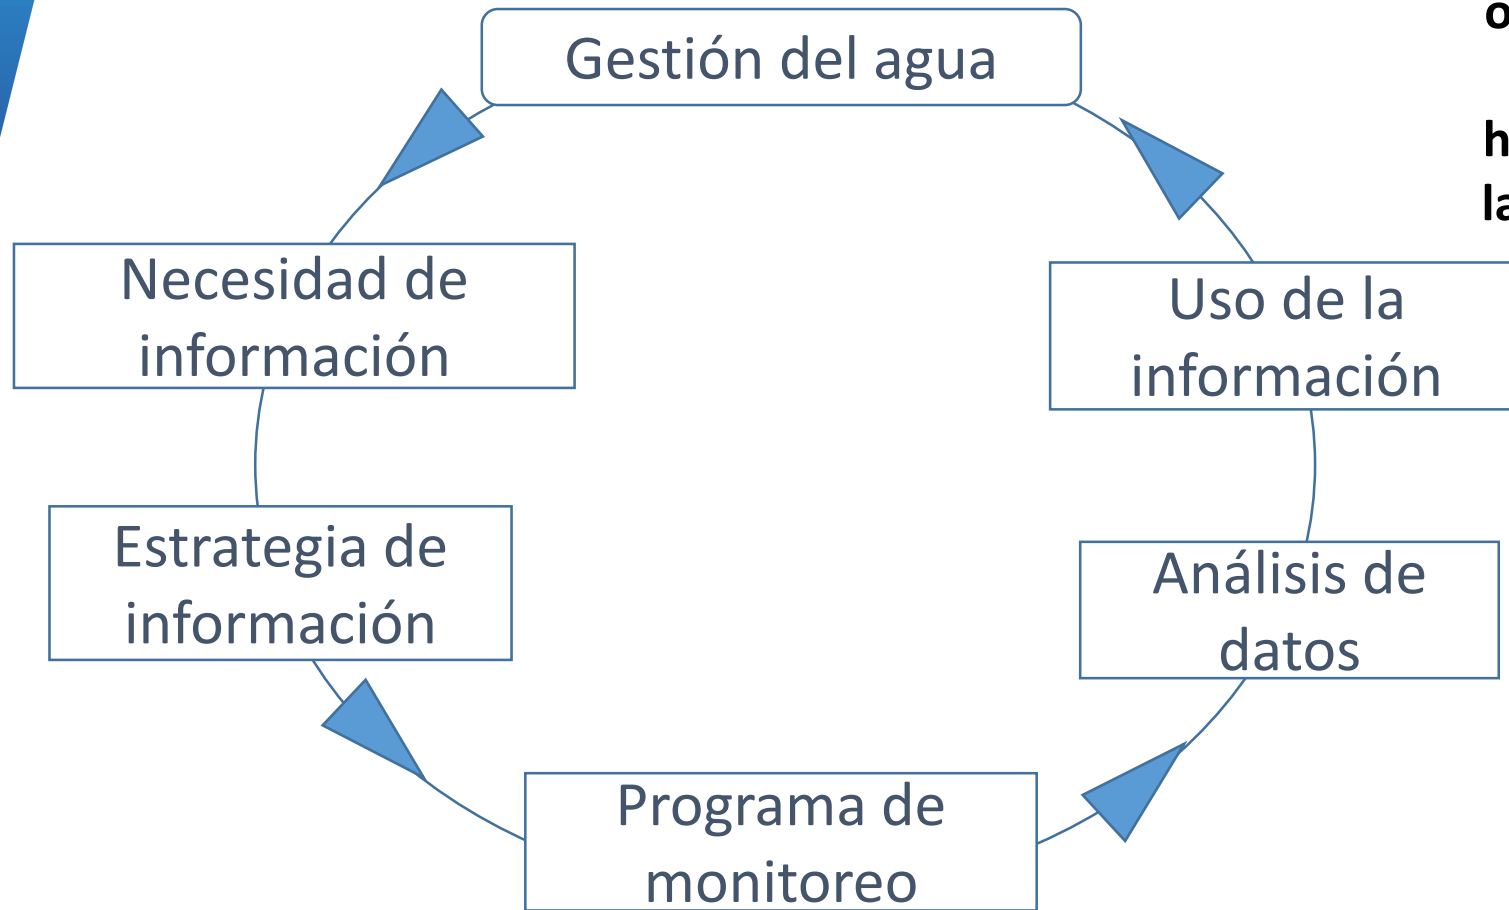 Gestión del agua
Necesidad de
información
Estrategia de
información
Programa de
monitoreo
Análisis de
datos
Uso de la
información